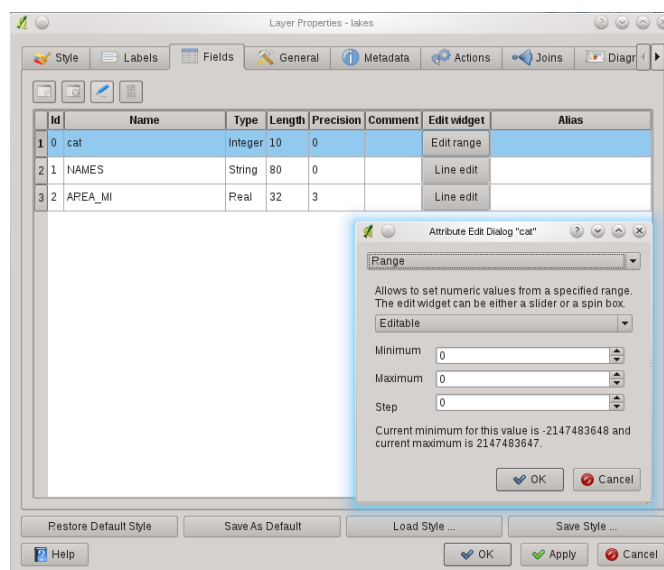 Layer Properties - lakes
Style Labels Fields General Metadata Actions Joins Diagr
Id Name Type Length Precision Comment Edit widget Alias
1 0 cat Integer 10 0 Edit range
2 1 NAMES String 80 0 Line edit
3 2 AREA_MI Real 32 3 Line edit
Attribute Edit Dialog "cat"
Range
Allows to set numeric values from a specified range.
The edit widget can be either a slider or a spin box.
Editable
Minimum 0
Maximum 0
Step 0
Current minimum for this value is -2147483648 and
current maximum is 2147483647.
OK Cancel
Restore Default Style Save As Default Load Style ... Save Style ...
Help OK Apply Cancel